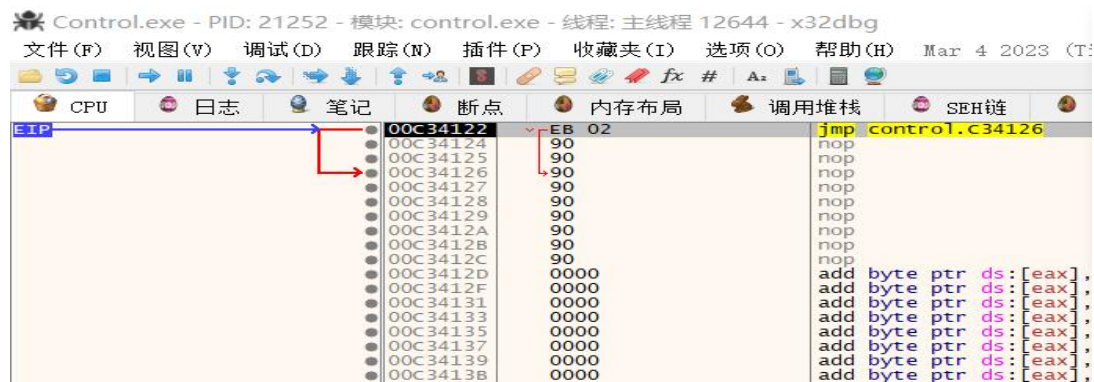 Control.exe - PID: 21252 - 模块: control.exe - 线程: 主线程 12644 - x32dbg
文件(F) 视图(V) 调试(D) 跟踪(N) 插件(P) 收藏夹(I) 选项(O) 帮助(H) Mar 4 2023
fx # Az
CPU 日志 笔记 断点 内存布局 调用堆栈 SEH链
EIP 00C34122 EB 02 jmp control.C34126
00C34124 90 nop
00C34125 90 nop
00C34126 90 nop
00C34127 90 nop
00C34128 90 nop
00C34129 90 nop
00C3412A 90 nop
00C3412B 90 nop
00C3412C 90 nop
00C3412D 0000 add byte ptr ds:[eax],
00C3412F 0000 add byte ptr ds:[eax],
00C34131 0000 add byte ptr ds:[eax],
00C34133 0000 add byte ptr ds:[eax],
00C34135 0000 add byte ptr ds:[eax],
00C34137 0000 add byte ptr ds:[eax],
00C34139 0000 add byte ptr ds:[eax],
00C3413B 0000 add byte ptr ds:[eax],